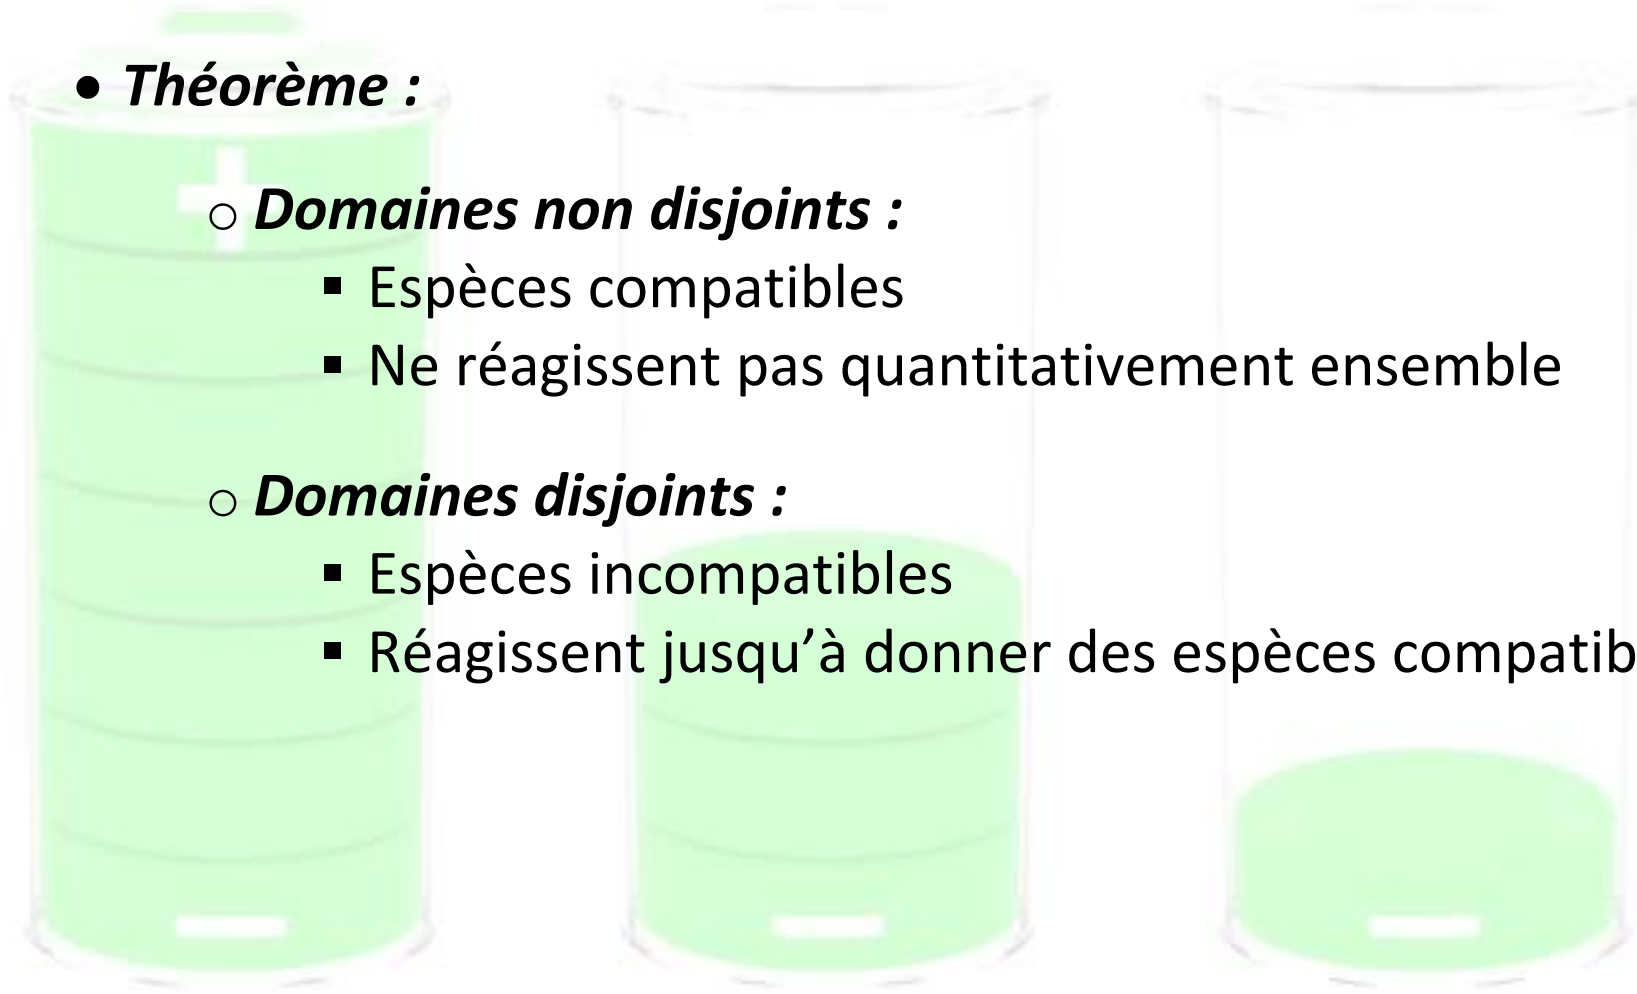 • Théorème :
o Domaines non disjoints :
▪ Espèces compatibles
▪ Ne réagissent pas quantitativement ensemble
o Domaines disjoints :
▪ Espèces incompatibles
▪ Réagissent jusqu’à donner des espèces compatib